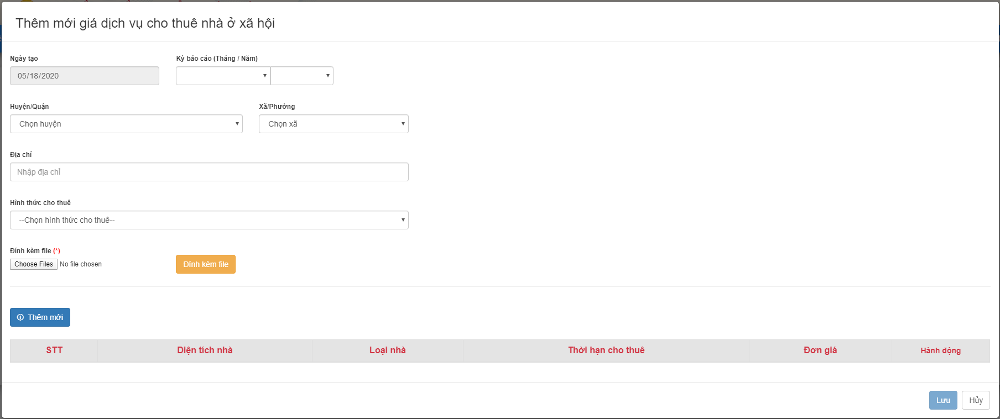 Thêm mới giá dịch vụ cho thuê nhà ở xã hội
Ngày tạo Kỳ báo cáo (Tháng / Năm)
05/18/2020
Huyện/Quận Xã/Phường
Chọn huyện Chọn xã
Địa chỉ
Nhập địa chỉ
Hình thức cho thuê
--Chọn hình thức cho thuê--
Đính kèm file (*)
Choose Files No file chosen Đính kèm file
Thêm mới
STT Diện tích nhà Loại nhà Thời hạn cho thuê Đơn giá Hành động
Lưu Hủy